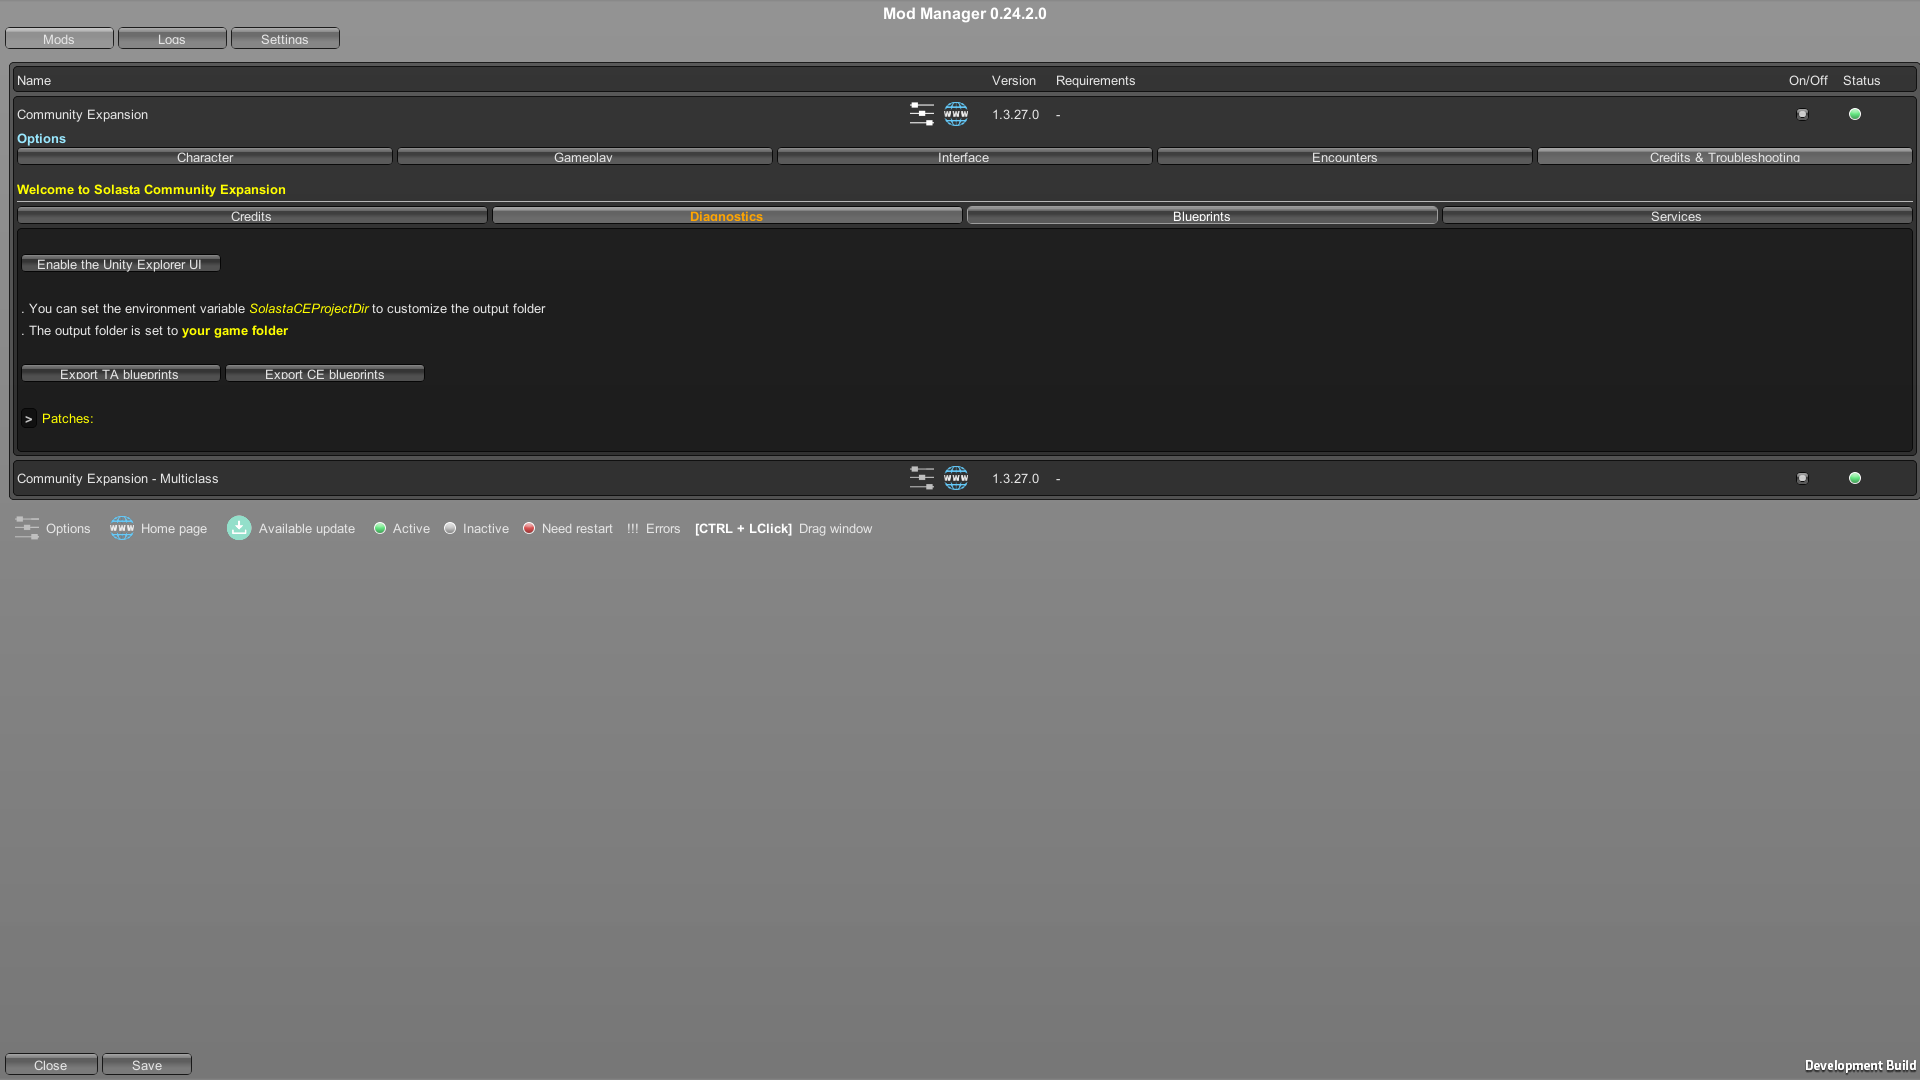 Mod Manager 0.24.2.0
Mods Logs Settings
Name Version Requirements On/Off Status
Community Expansion WWW 1.3.27.0 -
Options
Character Gameplay Interface Encounters Credits & Troubleshooting
Welcome to Solasta Community Expansion
Credits Diagnostics Blueprints Services
Enable the Unity Explorer UI
. You can set the environment variable SolastaCEProjectDir to customize the output folder
. The output folder is set to your game folder
Export TA blueprints Export CE blueprints
> Patches:
Community Expansion - Multiclass WWW 1.3.27.0 -
Options WWW Home page Available update Active Inactive Need restart !!! Errors [CTRL + LClick] Drag window
Close Save
Development Build